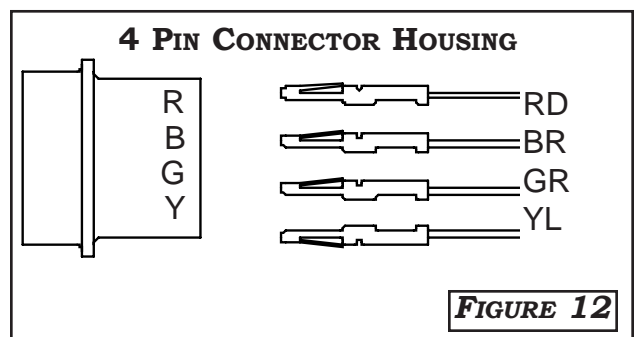 4 PIN CONNECTOR HOUSING
R
B
G
Y
RD
BR
GR
YL
FIGURE 12